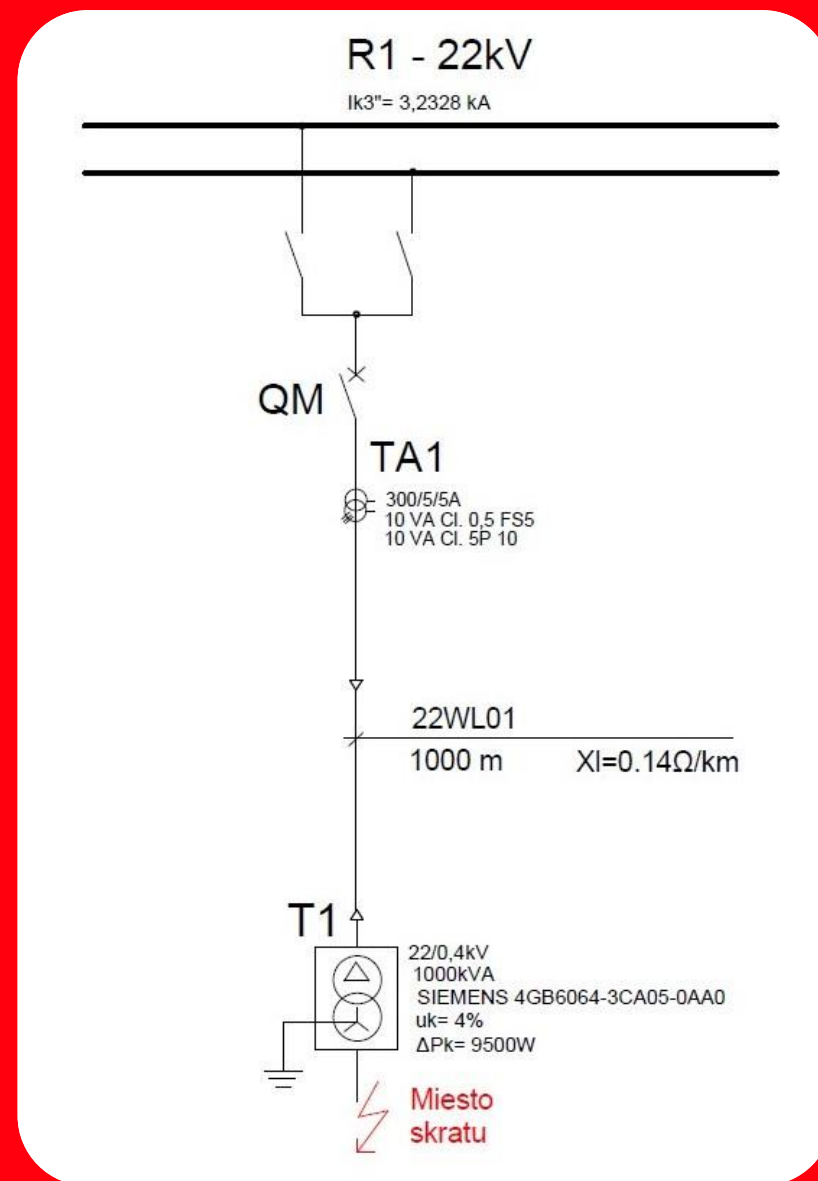 R1 - 22kV
Ik3"= 3,2328 kA
QM
TA1
300/5/5A
10 VA Cl. 0,5 FS5
10 VA Cl. 5P 10
22WL01
1000 m Xl=0.14Ω/km
T1
22/0,4kV
1000kVA
SIEMENS 4GB6064-3CA05-0AA0
uk= 4%
ΔPk= 9500W
Miesto
skratu